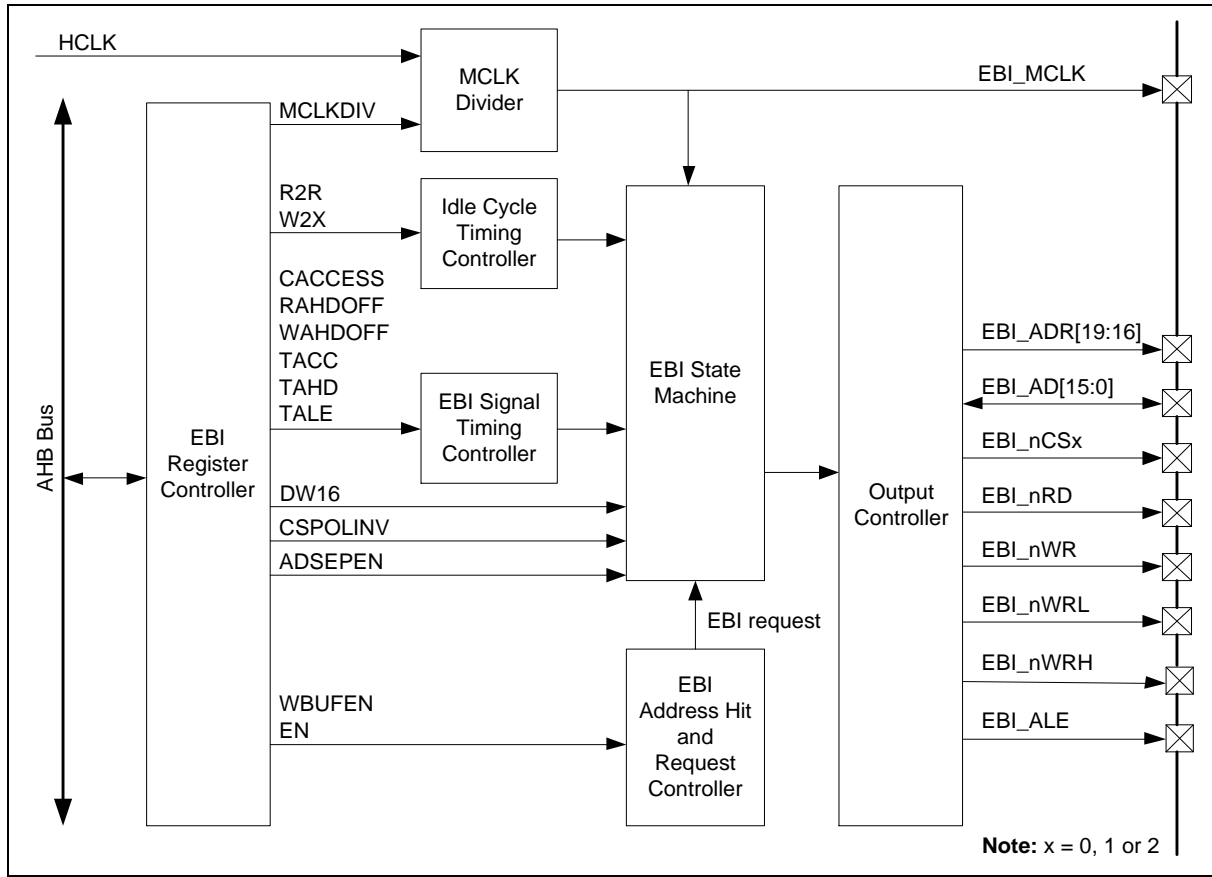 HCLK
MCLK
Divider
EBI_MCLK
MCLKDIV
R2R
W2X
Idle Cycle
Timing
Controller
CACCESS
RAHDOFF
WAHDOFF
TACC
TAHD
TALE
EBI Signal
Timing
Controller
AHB Bus
EBI
Register
Controller
DW16
CSPOLINV
ADSEPEN
EBI State
Machine
EBI request
WBUFEN
EN
EBI
Address Hit
and
Request
Controller
Output
Controller
EBI_ADR[19:16]
EBI_AD[15:0]
EBI_nCSx
EBI_nRD
EBI_nWR
EBI_nWRL
EBI_nWRH
EBI_ALE
Note: x = 0, 1 or 2